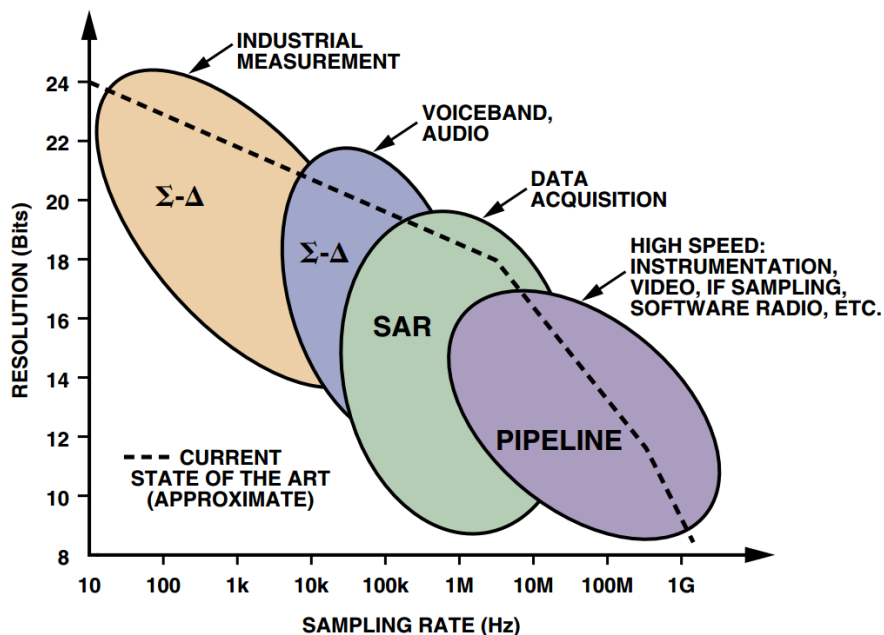 INDUSTRIAL
MEASUREMENT
VOICEBAND,
AUDIO
DATA
ACQUISITION
HIGH SPEED:
INSTRUMENTATION,
VIDEO, IF SAMPLING,
SOFTWARE RADIO, ETC.
Σ-Δ
Σ-Δ
SAR
PIPELINE
CURRENT
STATE OF THE ART
(APPROXIMATE)
RESOLUTION (Bits)
24
22
20
18
16
14
12
10
8
10 100 1k 10k 100k 1M 10M 100M 1G
SAMPLING RATE (Hz)